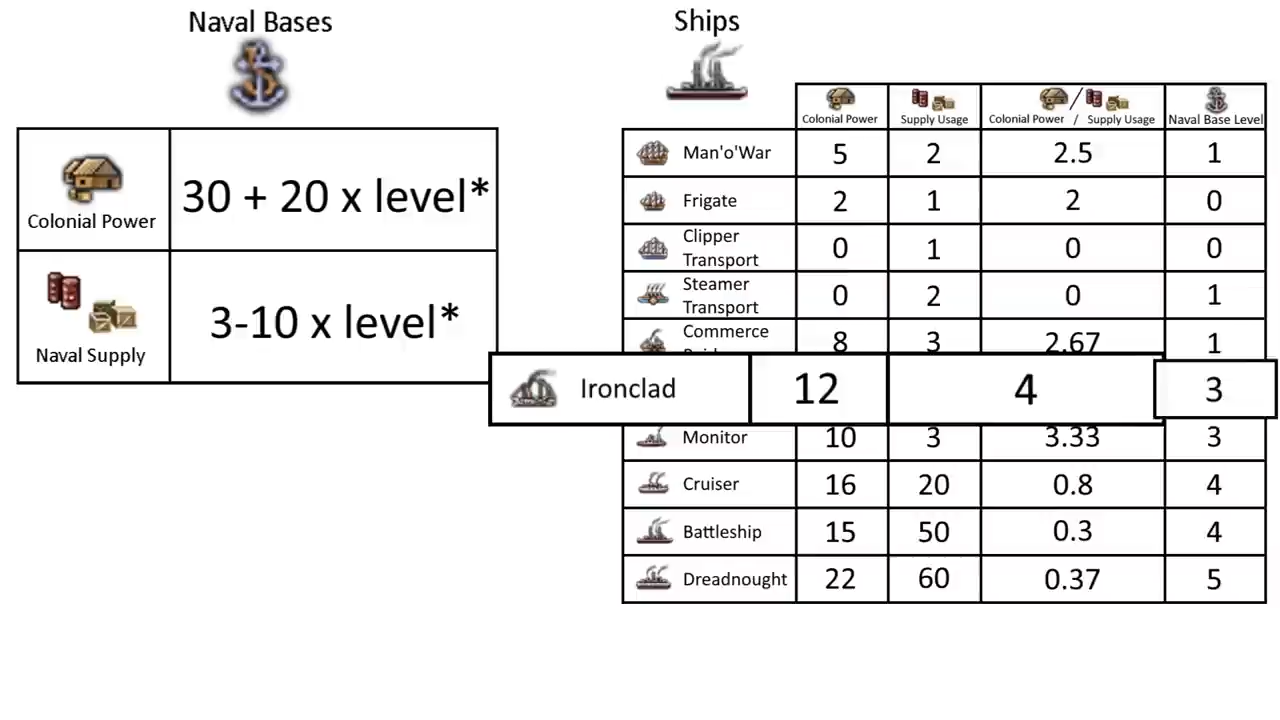 Naval Bases
Colonial Power
30 + 20 x level*
Naval Supply
3-10 x level*
Ships
Colonial Power
Supply Usage
/
Colonial Power / Supply Usage
Naval Base Level
Man'o'War 5 2 2.5 1
Frigate 2 1 2 0
Clipper
Transport 0 1 0 0
Steamer
Transport 0 2 0 1
Commerce
8 3 2.67 1
Ironclad 12 4 3
Monitor 10 3 3.33 3
Cruiser 16 20 0.8 4
Battleship 15 50 0.3 4
Dreadnought 22 60 0.37 5